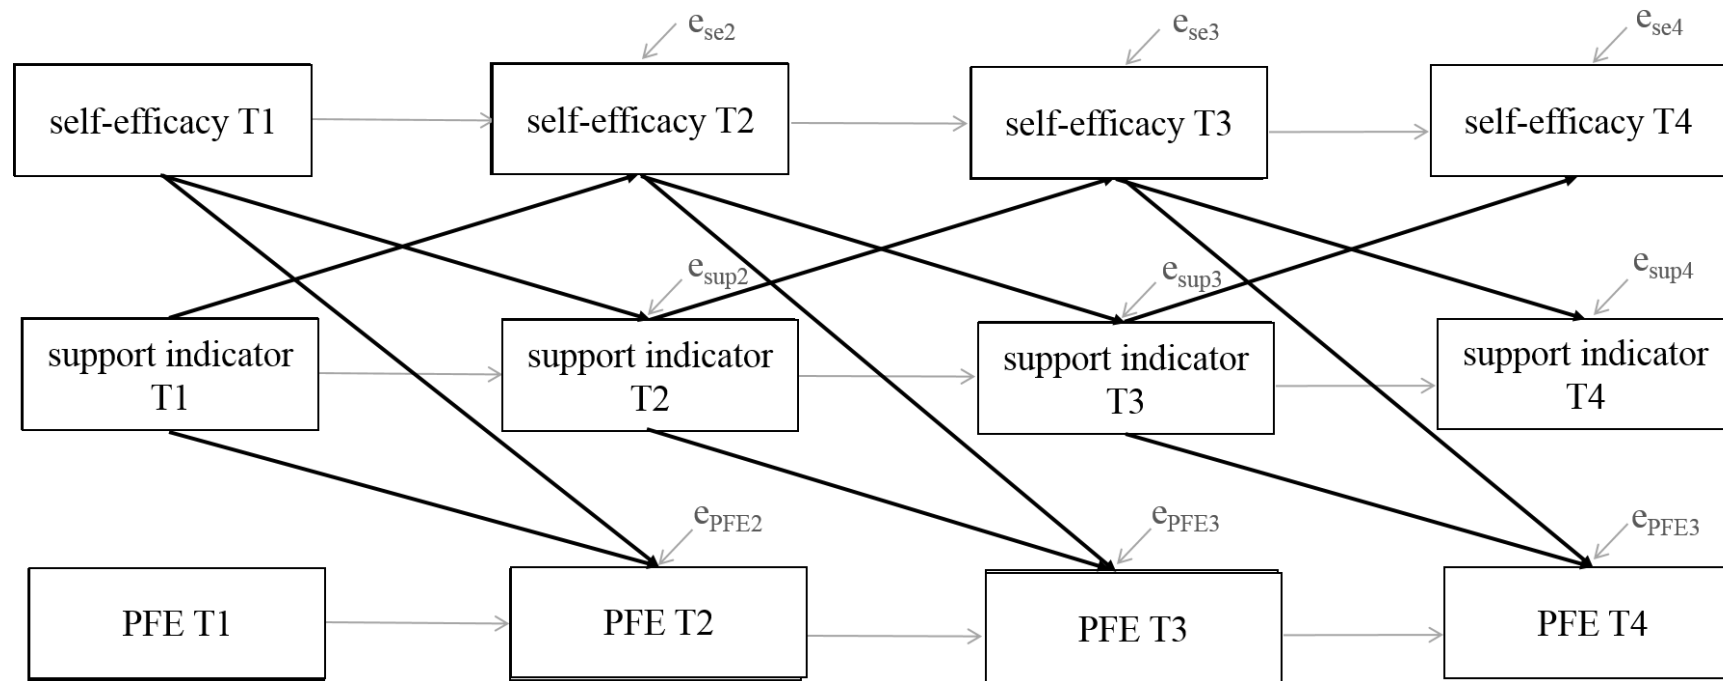 e_se2
e_se3
e_se4
self-efficacy T1
self-efficacy T2
self-efficacy T3
self-efficacy T4
e_sup2
e_sup3
e_sup4
support indicator
T1
support indicator
T2
support indicator
T3
support indicator
T4
e_PFE2
e_PFE3
e_PFE3
PFE T1
PFE T2
PFE T3
PFE T4